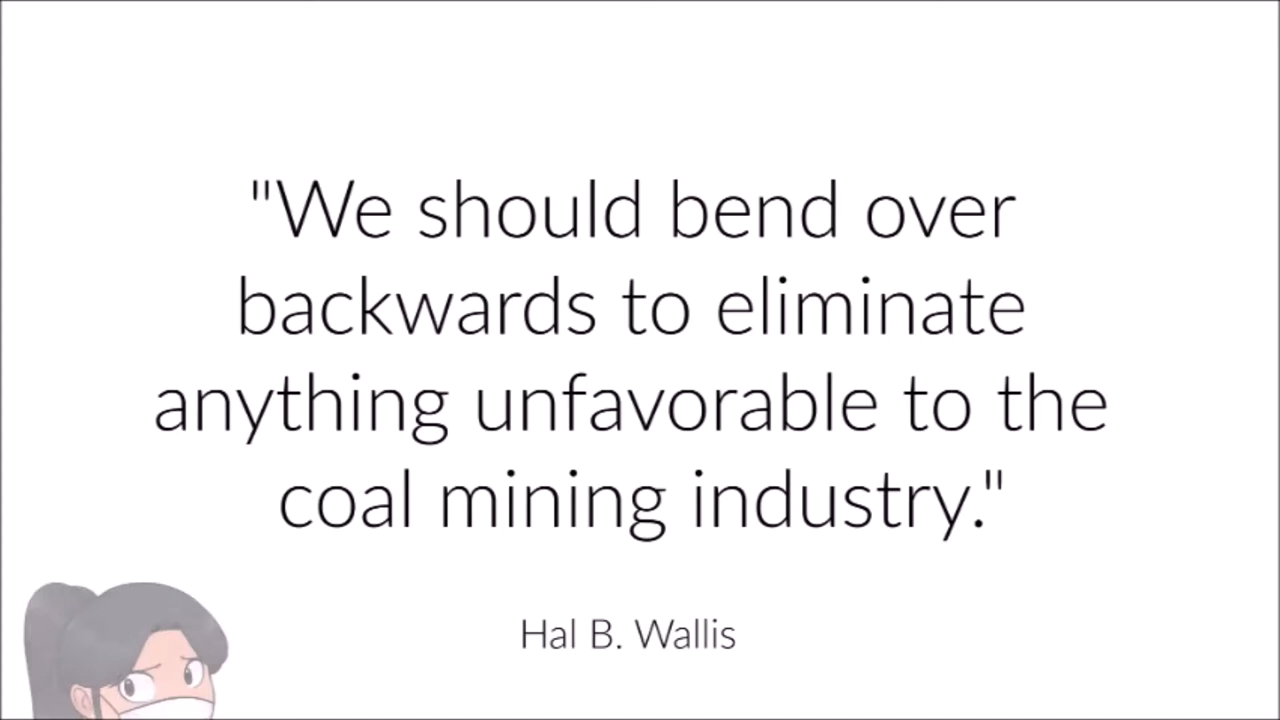 "We should bend over
backwards to eliminate
anything unfavorable to the
coal mining industry."
Hal B. Wallis